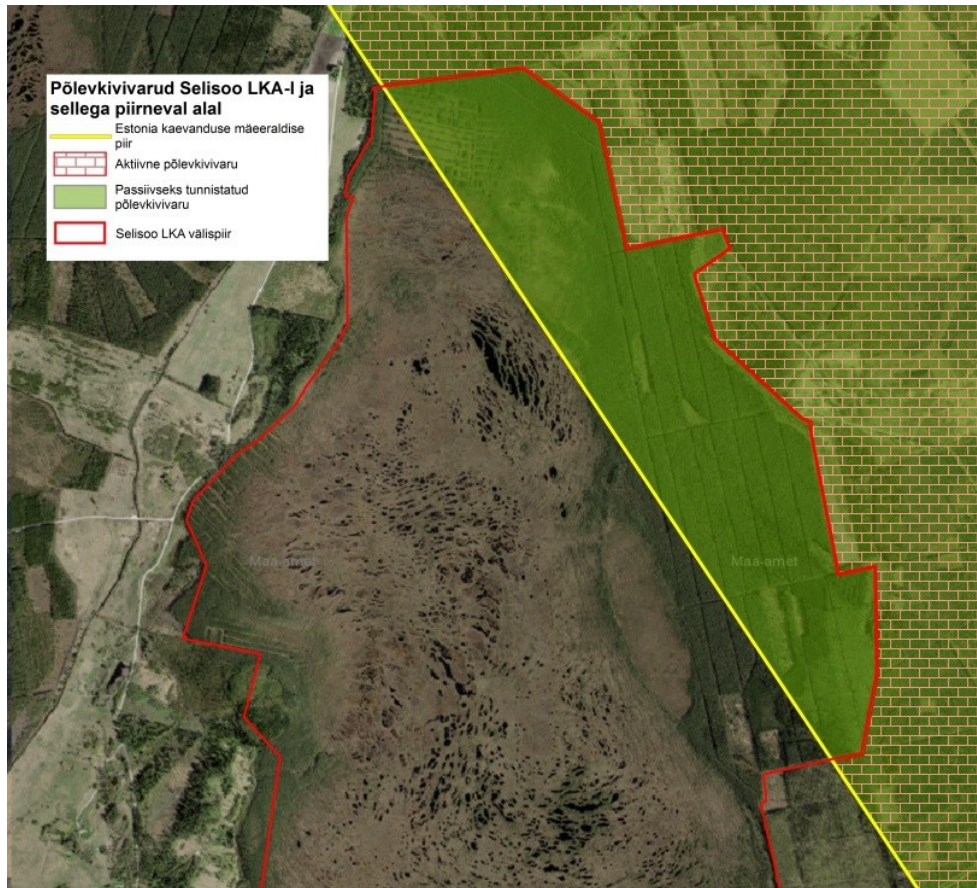 Põlevkivivarud Selisoo LKA-l ja
sellega piirneval alal
Estonia kaevanduse mäeeraldise
piir
Aktiivne põlevkivivaru
Passiivseks tunnistatud
põlevkivivaru
Selisoo LKA välispiir
Maa-amet
Maa-amet